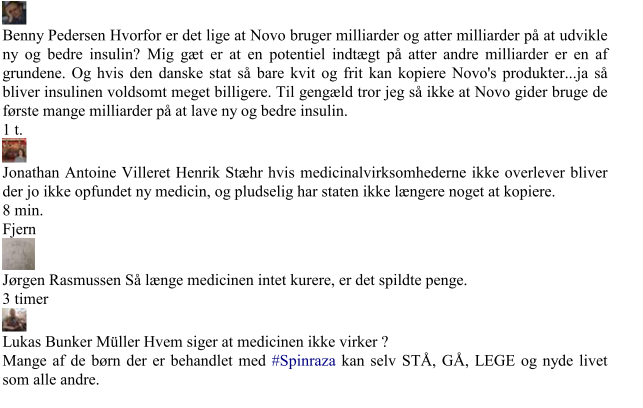 Benny Pedersen Hvorfor er det lige at Novo bruger milliarder og atter milliarder på at udvikle
ny og bedre insulin? Mig gæt er at en potentiel indtægt på atter andre milliarder er en af
grundene. Og hvis den danske stat så bare kvit og frit kan kopiere Novo's produkter...ja så
bliver insulinen voldsomt meget billigere. Til gengæld tror jeg så ikke at Novo gider bruge de
første mange milliarder på at lave ny og bedre insulin.
1 t.
Jonathan Antoine Villeret Henrik Stæhr hvis medicinalvirksomhederne ikke overlever bliver
der jo ikke opfundet ny medicin, og pludselig har staten ikke længere noget at kopiere.
8 min.
Fjern
Jørgen Rasmussen Så længe medicinen intet kurere, er det spildte penge.
3 timer
Lukas Bunker Müller Hvem siger at medicinen ikke virker ?
Mange af de børn der er behandlet med #Spinraza kan selv STÅ, GÅ, LEGE og nyde livet
som alle andre.